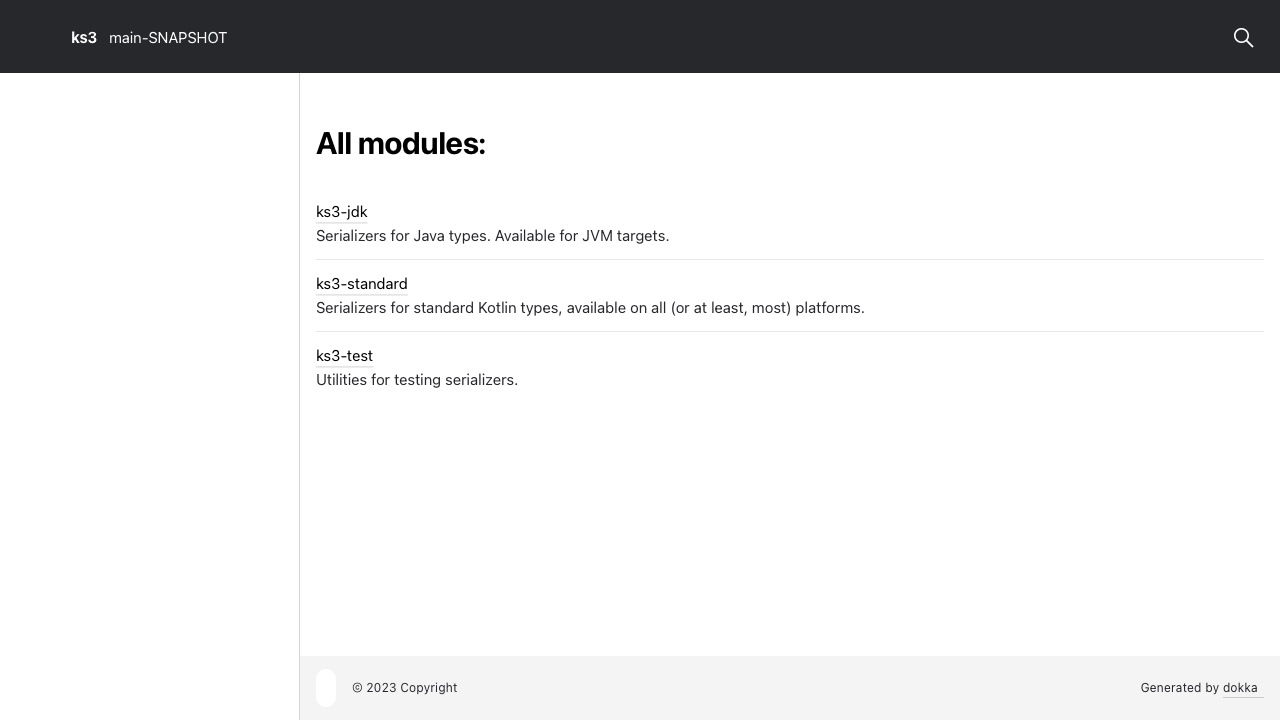 ks3 main-SNAPSHOT
All modules:
ks3-jdk
Serializers for Java types. Available for JVM targets.
ks3-standard
Serializers for standard Kotlin types, available on all (or at least, most) platforms.
ks3-test
Utilities for testing serializers.
© 2023 Copyright Generated by dokka